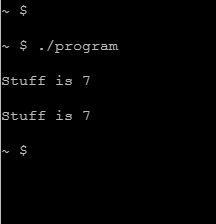 ~ $
~ $ ./program
Stuff is 7
Stuff is 7
~ $